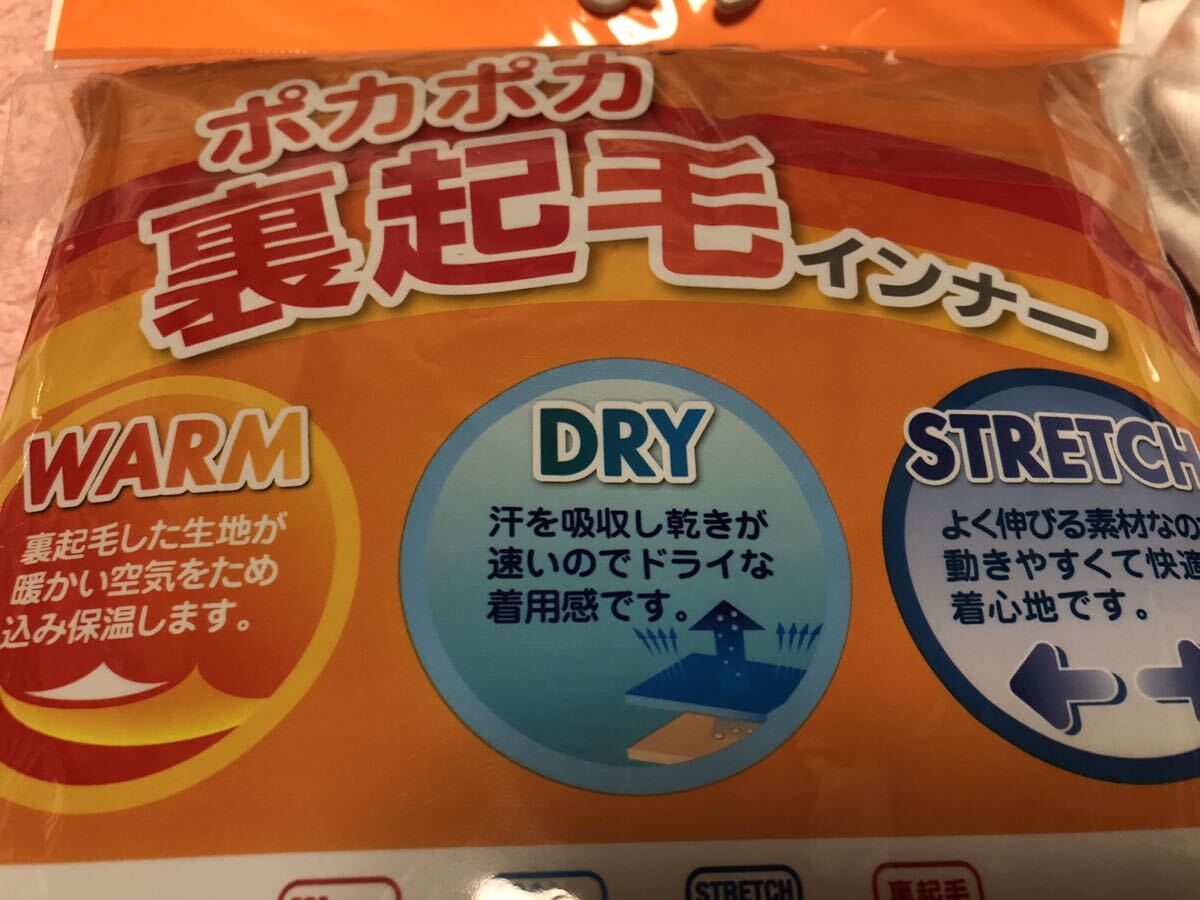 ポカポカ
裏起毛インナー
WARM
裏起毛した生地が
暖かい空気をため
込み保温します。
DRY
汗を吸収し乾きが
速いのでドライな
着用感です。
STRETCH
よく伸びる素材なの
動きやすくて快適
着心地です。
STRETCH
裏起毛